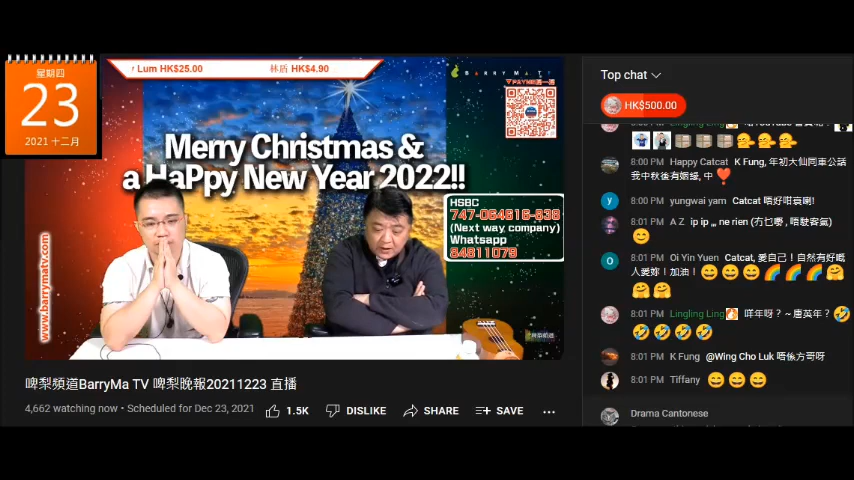 星期四
23
2021 十二月
Lum HK$25.00
林盾 HK$4.90
BARRYMATV
Merry Christmas &
a HaPpy New Year 2022!!
HSBC
747-064616-838
(Next way company)
Whatsapp
84811079
www.barrymatv.com
啤梨頻道BarryMa TV 啤梨晚報20211223 直播
4,662 watching now • Scheduled for Dec 23, 2021
1.5K
DISLIKE
SHARE
SAVE
Top chat
HK$500.00
8:00 PM Happy Catcat K Fung, 年初大仙同車公話
我中秋後有姻緣, 中❣️
8:00 PM yungwai yam Catcat 唔好咁衰喇!
8:01 PM A Z ip ip ,,, ne rien (冇乜嘢 , 唔駛客氣)
😊
8:01 PM Oi Yin Yuen Catcat, 愛自己！自然有好嘅
人愛妳！加油！😄😄😄🌈🌈🌈🤗
🤗🤗
8:01 PM Lingling Ling 咩年？~唐英年？🤣
🤣🤣🤣🤣
8:01 PM K Fung @Wing Cho Luk 唔係方哥呀
8:01 PM Tiffany 😄😄😄
Drama Cantonese